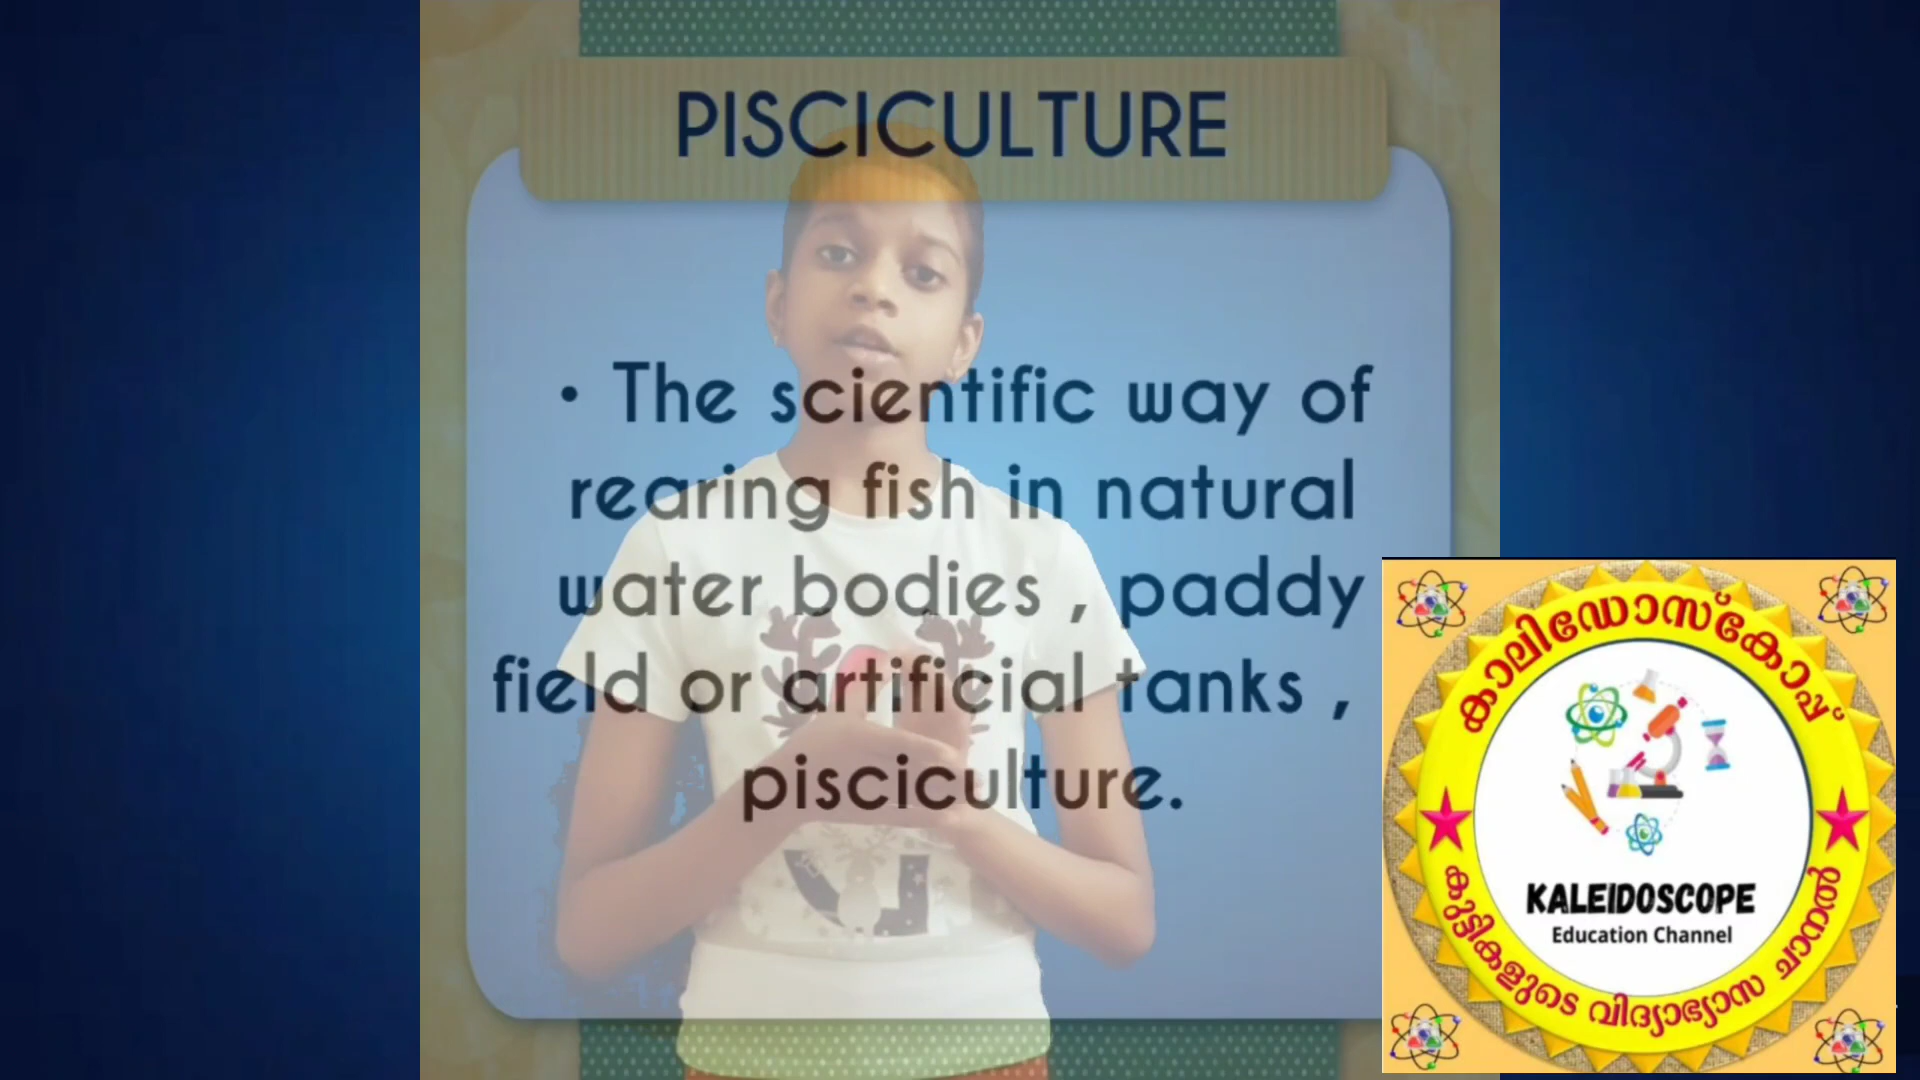 PISCICULTURE
• The scientific way of
rearing fish in natural
water bodies , paddy
field or artificial tanks ,
pisciculture.
കാലിഡോസ്കോപ്പ്
KALEIDOSCOPE
Education Channel
കുട്ടികളുടെ വിദ്യാഭ്യാസ ചാനൽ